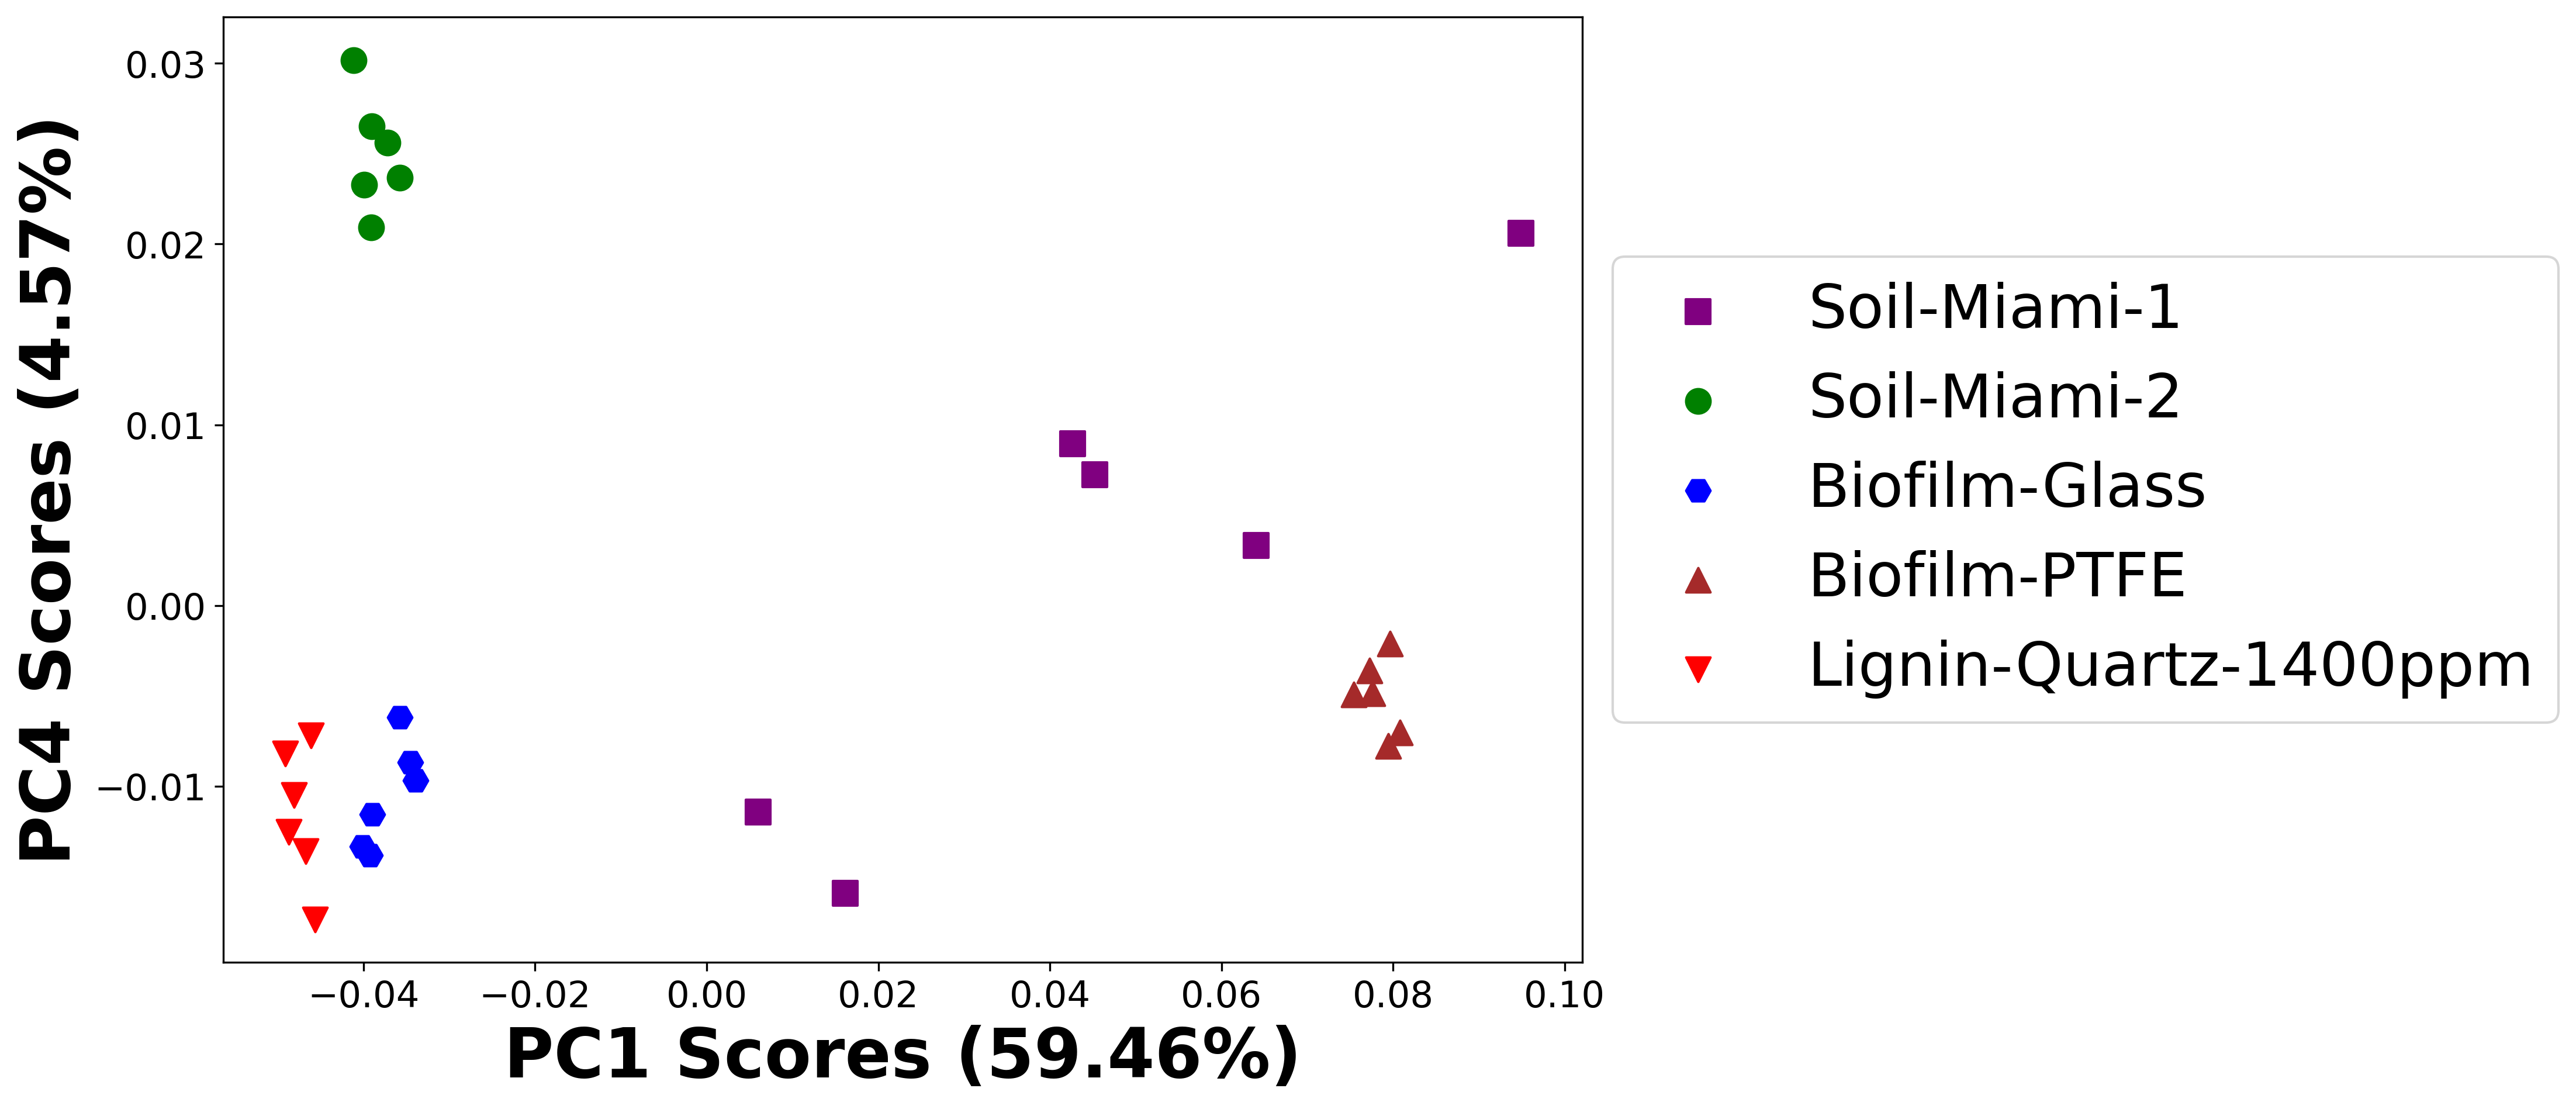 PC4 Scores (4.57%)
0.03
0.02
0.01
0.00
−0.01
−0.04
−0.02
0.00
0.02
0.04
0.06
0.08
0.10
PC1 Scores (59.46%)
Soil-Miami-1
Soil-Miami-2
Biofilm-Glass
Biofilm-PTFE
Lignin-Quartz-1400ppm